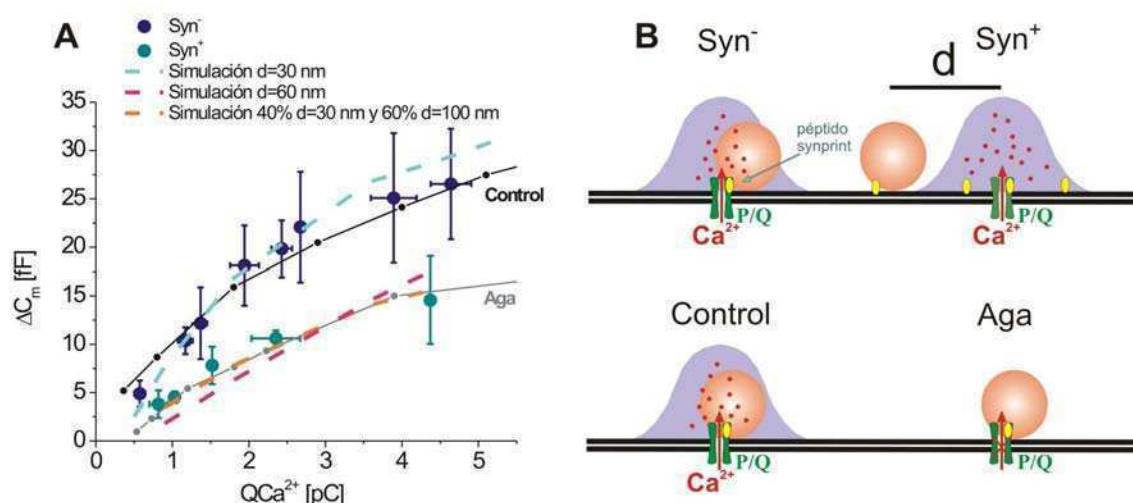 A
Syn⁻
Syn⁺
Simulación d=30 nm
Simulación d=60 nm
Simulación 40% d=30 nm y 60% d=100 nm
35
30
25
20
15
10
5
0
ΔCₘ [fF]
Control
Aga
0 1 2 3 4 5
QCa²⁺ [pC]
B
Syn⁻ Syn⁺
d
péptido
synprint
P/Q P/Q
Ca²⁺ Ca²⁺
Control Aga
P/Q P/Q
Ca²⁺